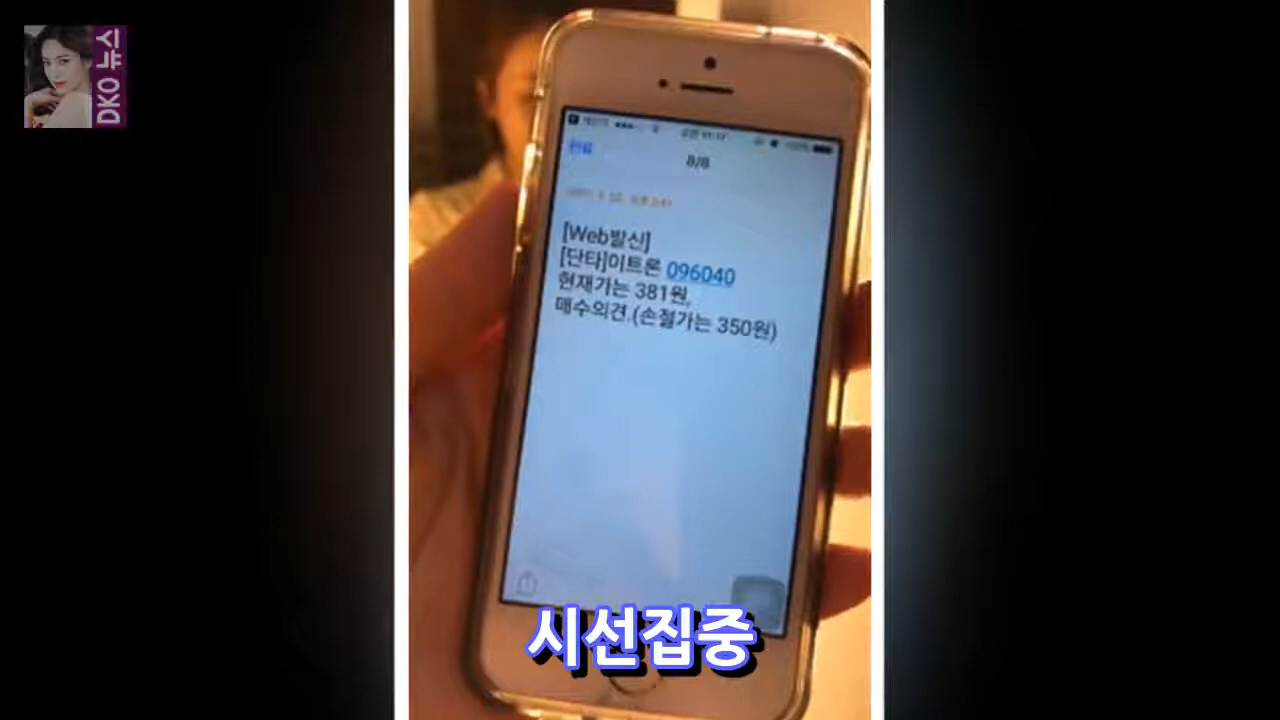 DKO 뉴스
완료
8/8
[Web발신]
[단타]이트론 096040
현재가는 381원,
매수의견.(손절가는 350원)
시선집중